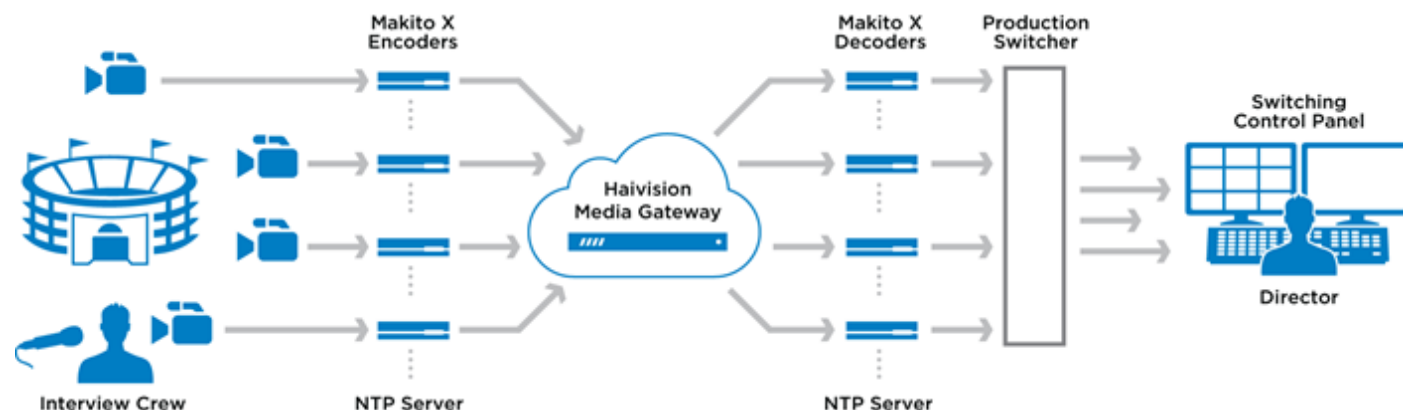 Makito X
Encoders
Makito X
Decoders
Production
Switcher
Switching
Control Panel
Haivision
Media Gateway
Director
Interview Crew
NTP Server
NTP Server